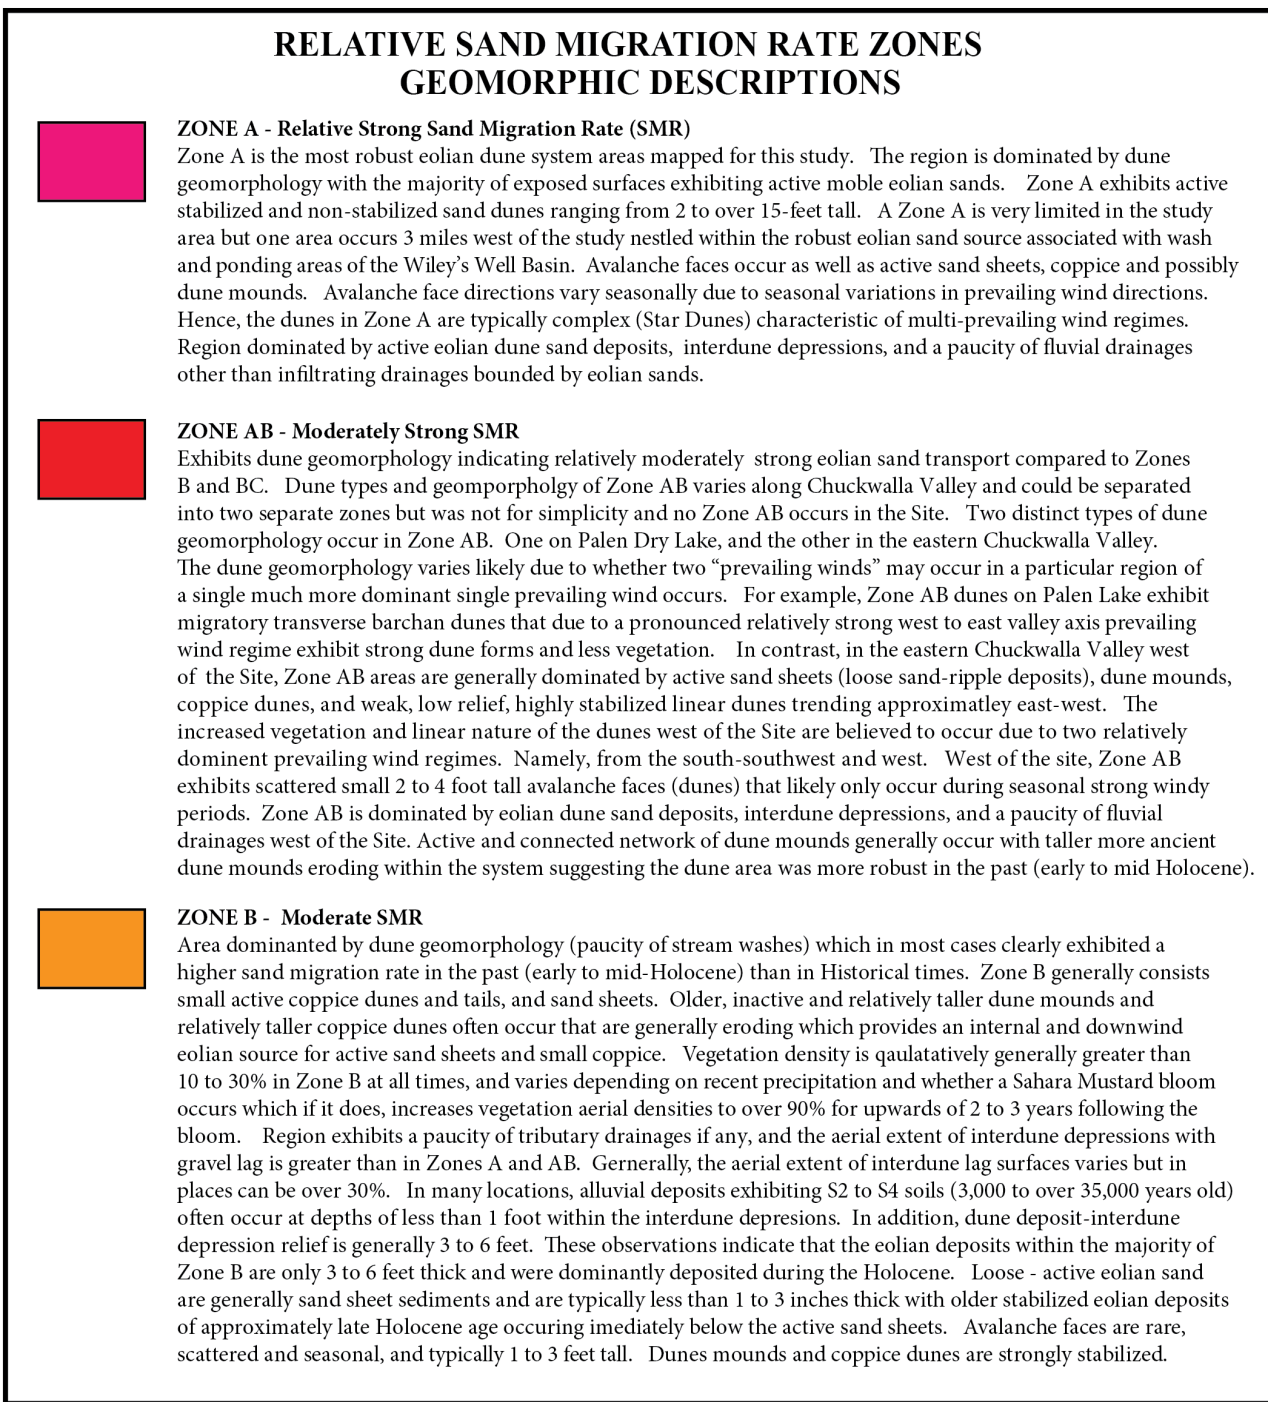 RELATIVE SAND MIGRATION RATE ZONES
GEOMORPHIC DESCRIPTIONS
ZONE A - Relative Strong Sand Migration Rate (SMR)
Zone A is the most robust eolian dune system areas mapped for this study. The region is dominated by dune
geomorphology with the majority of exposed surfaces exhibiting active moble eolian sands. Zone A exhibits active
stabilized and non-stabilized sand dunes ranging from 2 to over 15-feet tall. A Zone A is very limited in the study
area but one area occurs 3 miles west of the study nestled within the robust eolian sand source associated with wash
and ponding areas of the Wiley's Well Basin. Avalanche faces occur as well as active sand sheets, coppice and possibly
dune mounds. Avalanche face directions vary seasonally due to seasonal variations in prevailing wind directions.
Hence, the dunes in Zone A are typically complex (Star Dunes) characteristic of multi-prevailing wind regimes.
Region dominated by active eolian dune sand deposits, interdune depressions, and a paucity of fluvial drainages
other than infiltrating drainages bounded by eolian sands.
ZONE AB - Moderately Strong SMR
Exhibits dune geomorphology indicating relatively moderately strong eolian sand transport compared to Zones
B and BC. Dune types and geomporpholgy of Zone AB varies along Chuckwalla Valley and could be separated
into two separate zones but was not for simplicity and no Zone AB occurs in the Site. Two distinct types of dune
geomorphology occur in Zone AB. One on Palen Dry Lake, and the other in the eastern Chuckwalla Valley.
The dune geomorphology varies likely due to whether two “prevailing winds” may occur in a particular region of
a single much more dominant single prevailing wind occurs. For example, Zone AB dunes on Palen Lake exhibit
migratory transverse barchan dunes that due to a pronounced relatively strong west to east valley axis prevailing
wind regime exhibit strong dune forms and less vegetation. In contrast, in the eastern Chuckwalla Valley west
of the Site, Zone AB areas are generally dominated by active sand sheets (loose sand-ripple deposits), dune mounds,
coppice dunes, and weak, low relief, highly stabilized linear dunes trending approximatley east-west. The
increased vegetation and linear nature of the dunes west of the Site are believed to occur due to two relatively
dominent prevailing wind regimes. Namely, from the south-southwest and west. West of the site, Zone AB
exhibits scattered small 2 to 4 foot tall avalanche faces (dunes) that likely only occur during seasonal strong windy
periods. Zone AB is dominated by eolian dune sand deposits, interdune depressions, and a paucity of fluvial
drainages west of the Site. Active and connected network of dune mounds generally occur with taller more ancient
dune mounds eroding within the system suggesting the dune area was more robust in the past (early to mid Holocene).
ZONE B - Moderate SMR
Area dominanted by dune geomorphology (paucity of stream washes) which in most cases clearly exhibited a
higher sand migration rate in the past (early to mid-Holocene) than in Historical times. Zone B generally consists
small active coppice dunes and tails, and sand sheets. Older, inactive and relatively taller dune mounds and
relatively taller coppice dunes often occur that are generally eroding which provides an internal and downwind
eolian source for active sand sheets and small coppice. Vegetation density is qaulatatively generally greater than
10 to 30% in Zone B at all times, and varies depending on recent precipitation and whether a Sahara Mustard bloom
occurs which if it does, increases vegetation aerial densities to over 90% for upwards of 2 to 3 years following the
bloom. Region exhibits a paucity of tributary drainages if any, and the aerial extent of interdune depressions with
gravel lag is greater than in Zones A and AB. Gernerally, the aerial extent of interdune lag surfaces varies but in
places can be over 30%. In many locations, alluvial deposits exhibiting S2 to S4 soils (3,000 to over 35,000 years old)
often occur at depths of less than 1 foot within the interdune depresions. In addition, dune deposit-interdune
depression relief is generally 3 to 6 feet. These observations indicate that the eolian deposits within the majority of
Zone B are only 3 to 6 feet thick and were dominantly deposited during the Holocene. Loose - active eolian sand
are generally sand sheet sediments and are typically less than 1 to 3 inches thick with older stabilized eolian deposits
of approximately late Holocene age occuring imediately below the active sand sheets. Avalanche faces are rare,
scattered and seasonal, and typically 1 to 3 feet tall. Dunes mounds and coppice dunes are strongly stabilized.